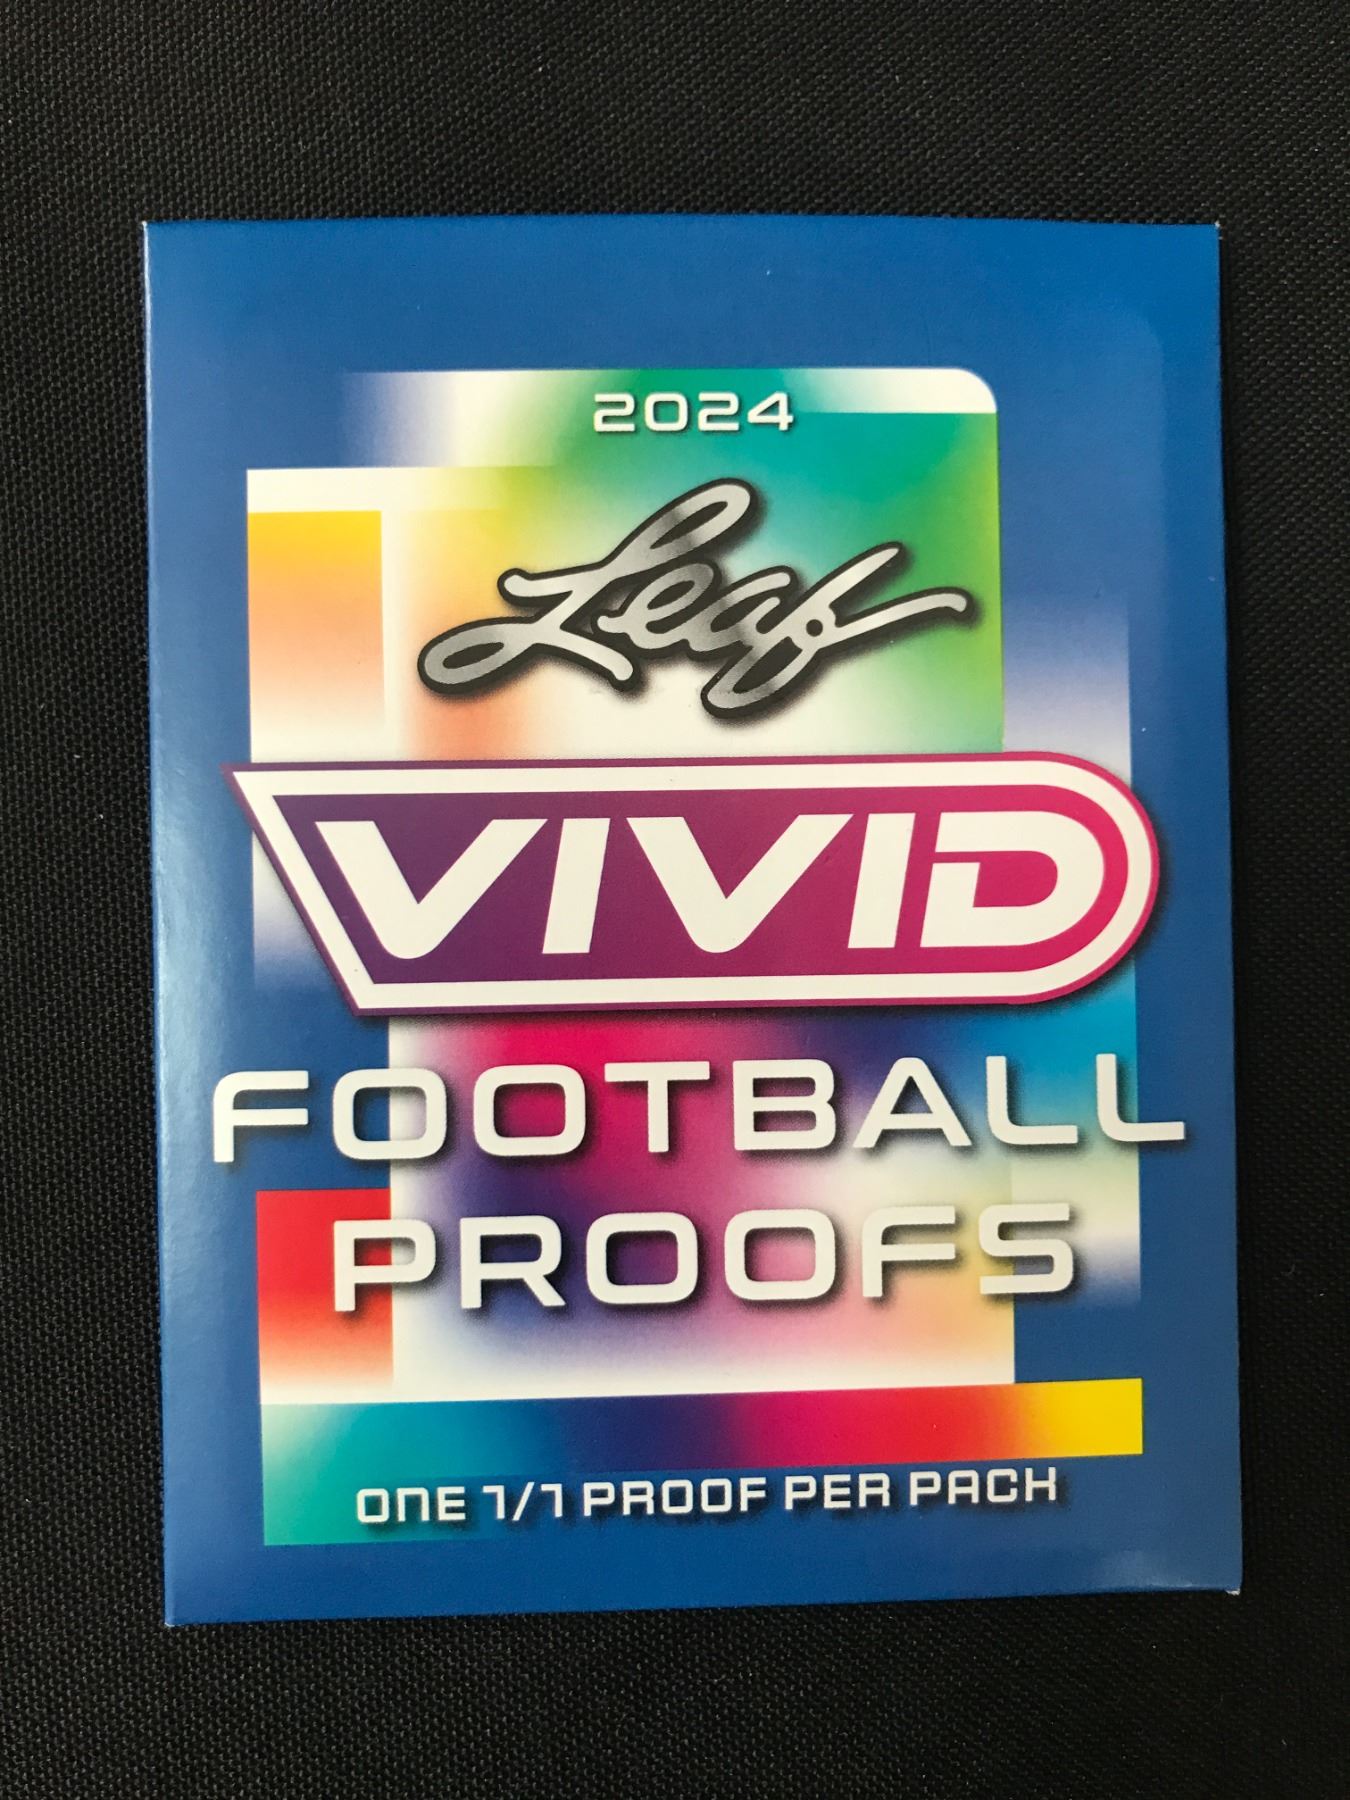 2024
Leaf
VIVID
FOOTBALL
PROOFS
ONE 1/1 PROOF PER PACK